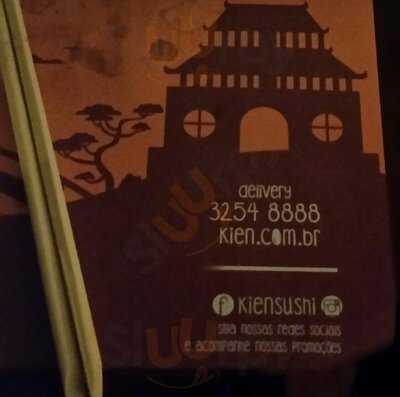 delivery
3254 8888
kien.com.br
f kiensushi
siga nossas redes sociais
e acompanhe nossas promoções